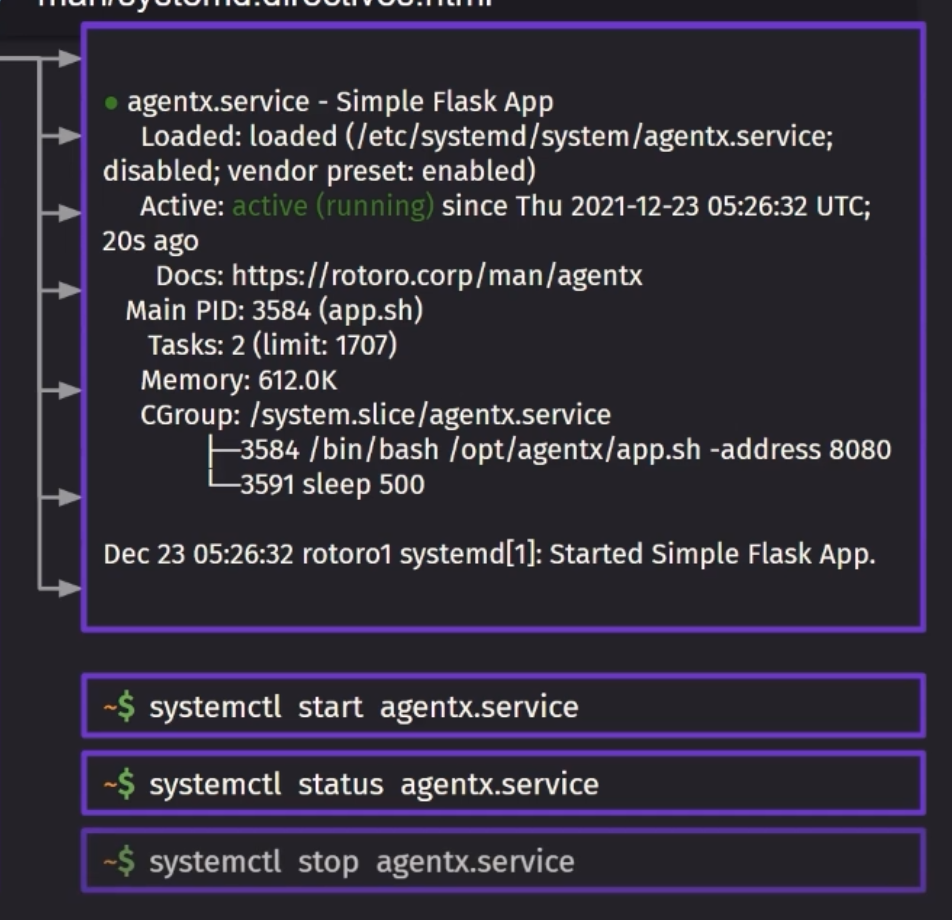 man/systemd.directives.html
● agentx.service - Simple Flask App
Loaded: loaded (/etc/systemd/system/agentx.service;
disabled; vendor preset: enabled)
Active: active (running) since Thu 2021-12-23 05:26:32 UTC;
20s ago
Docs: https://rotoro.corp/man/agentx
Main PID: 3584 (app.sh)
Tasks: 2 (limit: 1707)
Memory: 612.0K
CGroup: /system.slice/agentx.service
├─3584 /bin/bash /opt/agentx/app.sh -address 8080
└─3591 sleep 500
Dec 23 05:26:32 rotoro1 systemd[1]: Started Simple Flask App.
~$ systemctl start agentx.service
~$ systemctl status agentx.service
~$ systemctl stop agentx.service